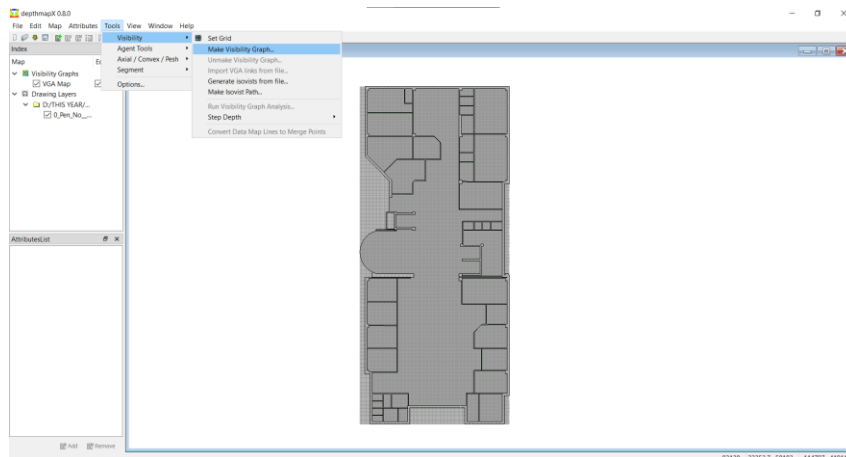 depthmapX 0.8.0
File Edit Map Attributes Tools View Window Help
Index
Map
Visibility Graphs
VGA Map
Drawing Layers
D:/THIS YEAR/...
0_Pen_No__...
Visibility
Agent Tools
Axial / Convex / Pesh
Segment
Options...
Set Grid
Make Visibility Graph...
Unmake Visibility Graph...
Import VGA links from file...
Generate isovists from file...
Make Isovist Path...
Run Visibility Graph Analysis...
Step Depth
Convert Data Map Lines to Merge Points
AttributesList
Add Remove